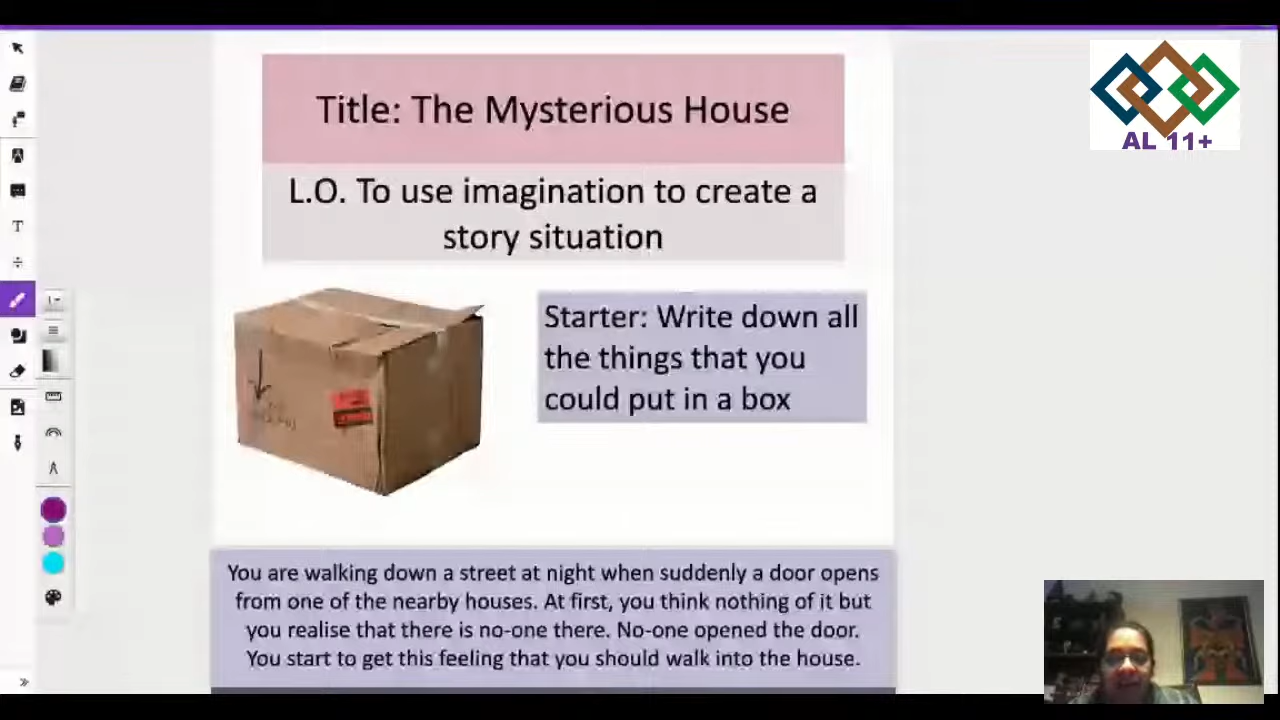 Title: The Mysterious House
AL 11+
L.O. To use imagination to create a
story situation
Starter: Write down all
the things that you
could put in a box
You are walking down a street at night when suddenly a door opens
from one of the nearby houses. At first, you think nothing of it but
you realise that there is no-one there. No-one opened the door.
You start to get this feeling that you should walk into the house.